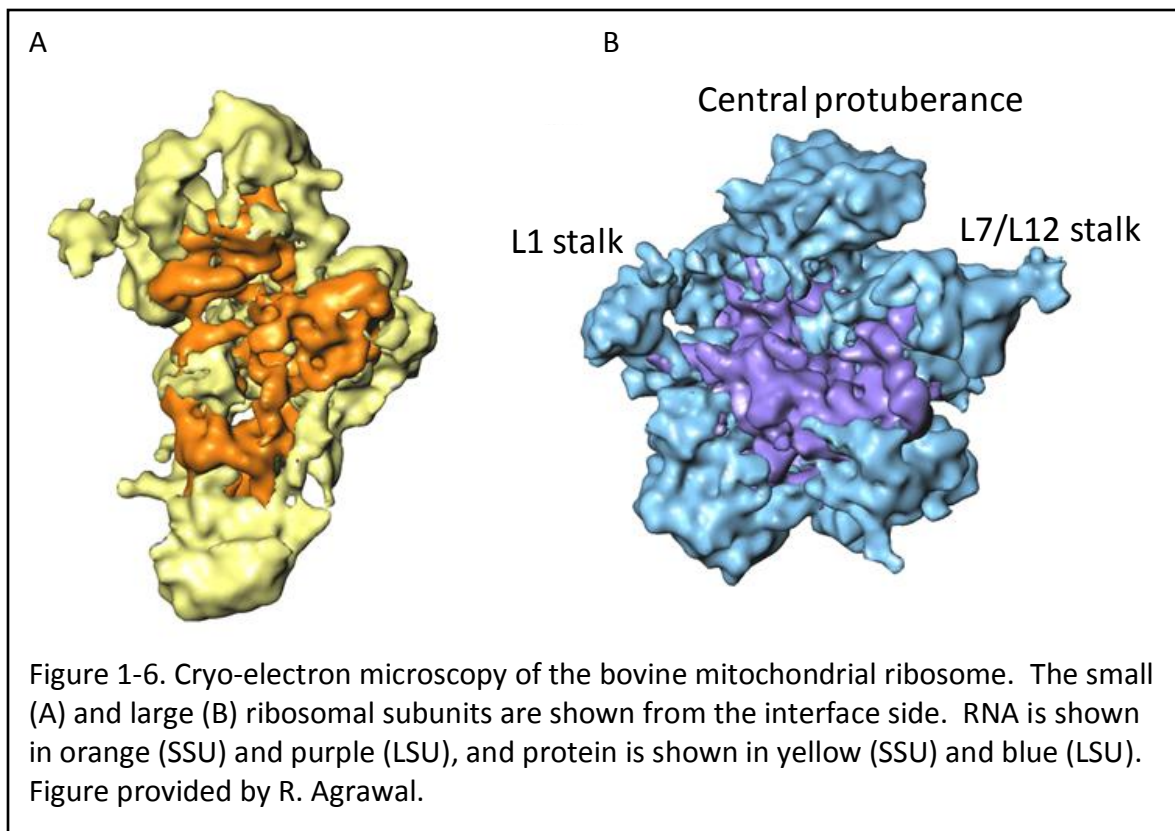 A
B
Central protuberance
L1 stalk
L7/L12 stalk
Figure 1-6. Cryo-electron microscopy of the bovine mitochondrial ribosome.  The small
(A) and large (B) ribosomal subunits are shown from the interface side.  RNA is shown
in orange (SSU) and purple (LSU), and protein is shown in yellow (SSU) and blue (LSU).
Figure provided by R. Agrawal.